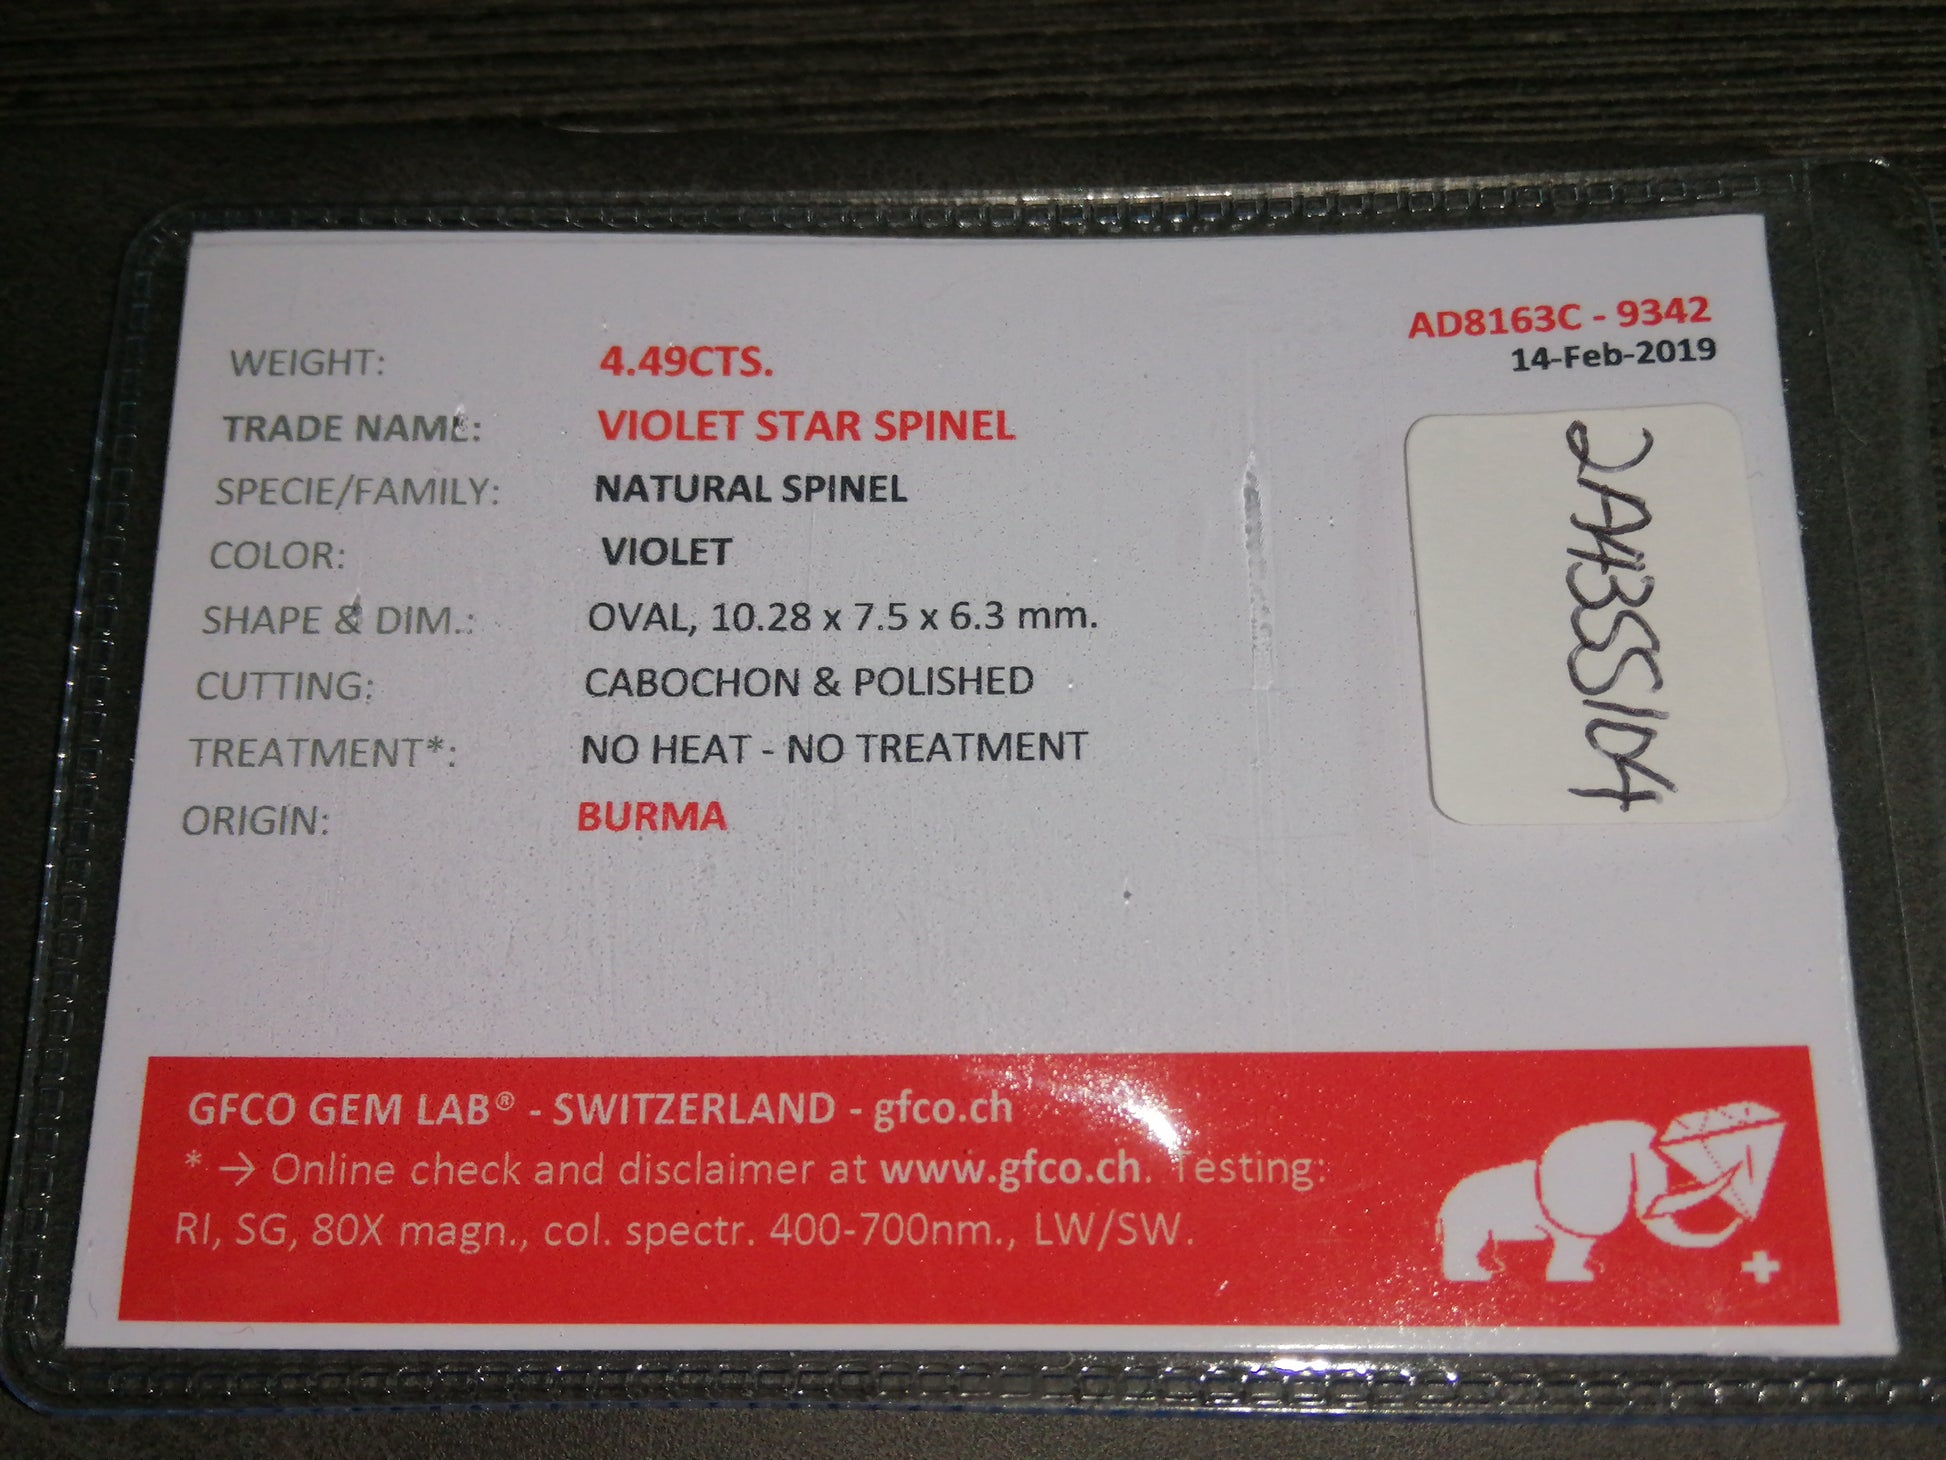 AD8163C - 9342
14-Feb-2019
WEIGHT: 4.49CTS.
TRADE NAME: VIOLET STAR SPINEL
SPECIE/FAMILY: NATURAL SPINEL
COLOR: VIOLET
SHAPE & DIM.: OVAL, 10.28 x 7.5 x 6.3 mm.
CUTTING: CABOCHON & POLISHED
TREATMENT*: NO HEAT - NO TREATMENT
ORIGIN: BURMA
GFCO GEM LAB® - SWITZERLAND - gfco.ch
* → Online check and disclaimer at www.gfco.ch. Testing:
RI, SG, 80X magn., col. spectr. 400-700nm., LW/SW.